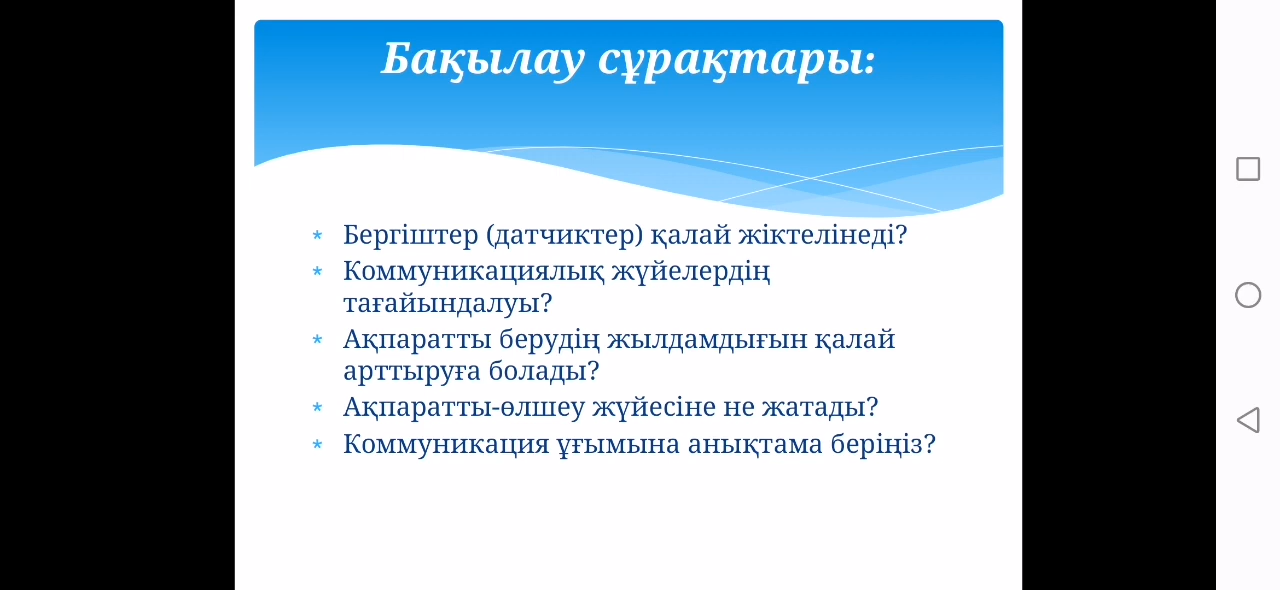 Бақылау сұрақтары:
* Бергіштер (датчиктер) қалай жіктелінеді?
* Коммуникациялық жүйелердің
тағайындалуы?
* Ақпаратты берудің жылдамдығын қалай
арттыруға болады?
* Ақпаратты-өлшеу жүйесіне не жатады?
* Коммуникация ұғымына анықтама беріңіз?